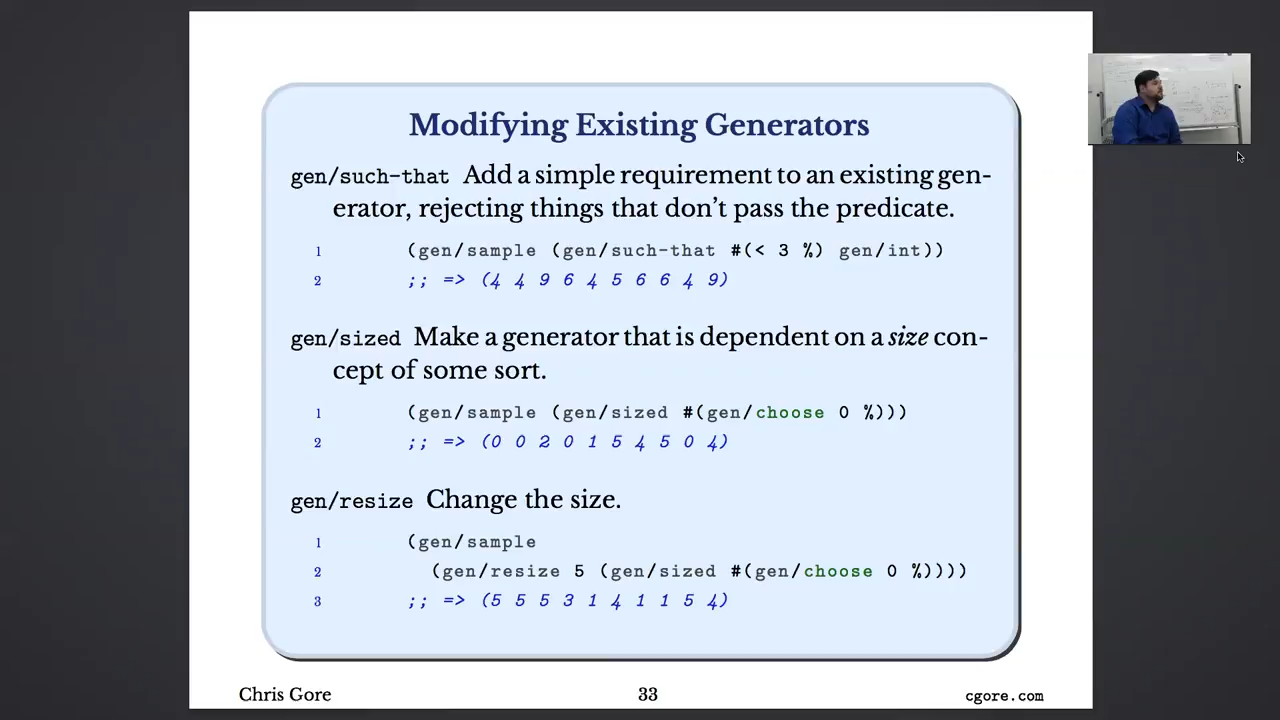 Modifying Existing Generators
gen/such-that Add a simple requirement to an existing gen-
erator, rejecting things that don't pass the predicate.
1 (gen/sample (gen/such-that #(< 3 %) gen/int))
2 ;; => (4 4 9 6 4 5 6 6 4 9)
gen/sized Make a generator that is dependent on a size con-
cept of some sort.
1 (gen/sample (gen/sized #(gen/choose 0 %)))
2 ;; => (0 0 2 0 1 5 4 5 0 4)
gen/resize Change the size.
1 (gen/sample
2 (gen/resize 5 (gen/sized #(gen/choose 0 %))))
3 ;; => (5 5 5 3 1 4 1 1 5 4)
Chris Gore 33 cgore.com